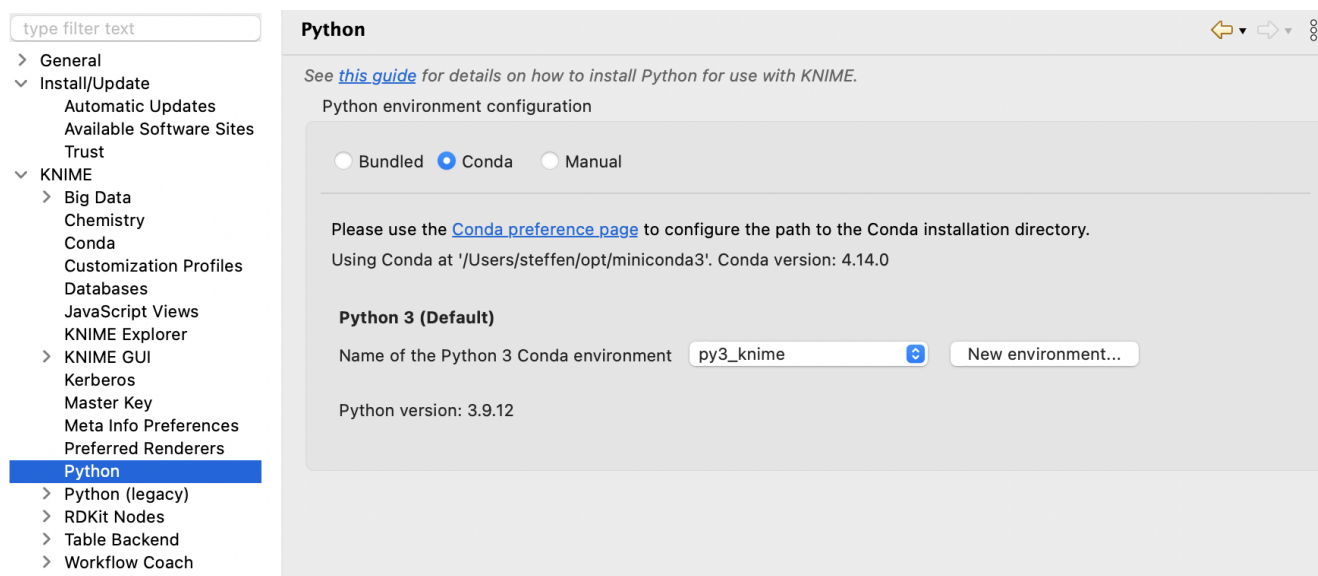 type filter text
General
Install/Update
Automatic Updates
Available Software Sites
Trust
KNIME
Big Data
Chemistry
Conda
Customization Profiles
Databases
JavaScript Views
KNIME Explorer
KNIME GUI
Kerberos
Master Key
Meta Info Preferences
Preferred Renderers
Python
Python (legacy)
RDKit Nodes
Table Backend
Workflow Coach
Python
See this guide for details on how to install Python for use with KNIME.
Python environment configuration
Bundled Conda Manual
Please use the Conda preference page to configure the path to the Conda installation directory.
Using Conda at '/Users/steffen/opt/miniconda3'. Conda version: 4.14.0
Python 3 (Default)
Name of the Python 3 Conda environment py3_knime New environment...
Python version: 3.9.12